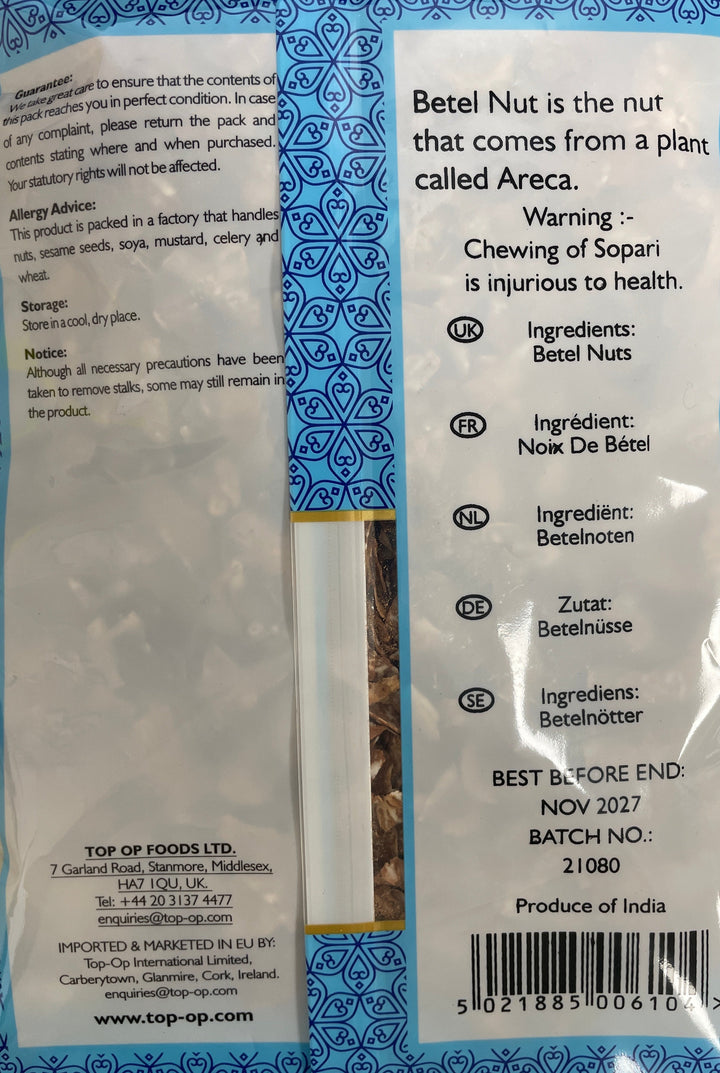 Guarantee:
We take great care to ensure that the contents of
this pack reaches you in perfect condition. In case
of any complaint, please return the pack and
contents stating where and when purchased.
Your statutory rights will not be affected.
Allergy Advice:
This product is packed in a factory that handles
nuts, sesame seeds, soya, mustard, celery and
wheat.
Storage:
Store in a cool, dry place.
Notice:
Although all necessary precautions have been
taken to remove stalks, some may still remain in
the product.
TOP OP FOODS LTD.
7 Garland Road, Stanmore, Middlesex,
HA7 1QU, UK.
Tel: +44 20 3137 4477
enquiries@top-op.com
IMPORTED & MARKETED IN EU BY:
Top-Op International Limited,
Carberytown, Glanmire, Cork, Ireland.
enquiries@top-op.com
www.top-op.com
Betel Nut is the nut
that comes from a plant
called Areca.
Warning :-
Chewing of Sopari
is injurious to health.
UK Ingredients:
Betel Nuts
FR Ingrédient:
Noix De Bétel
NL Ingrediënt:
Betelnoten
DE Zutat:
Betelnüsse
SE Ingrediens:
Betelnötter
BEST BEFORE END:
NOV 2027
BATCH NO.:
21080
Produce of India
5 021885 006104 >